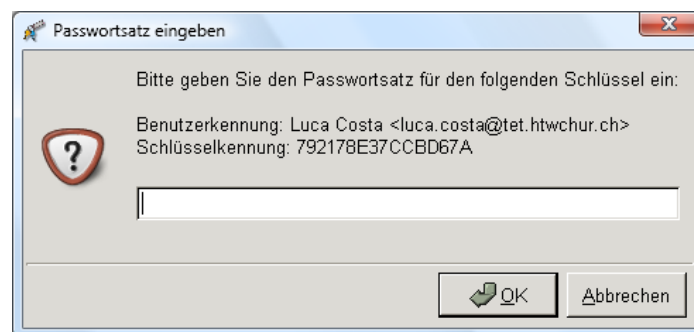 Passwortsatz eingeben
Bitte geben Sie den Passwortsatz für den folgenden Schlüssel ein:
Benutzerkennung: Luca Costa <luca.costa@tet.htwchur.ch>
Schlüsselkennung: 792178E37CCBD67A
OK
Abbrechen